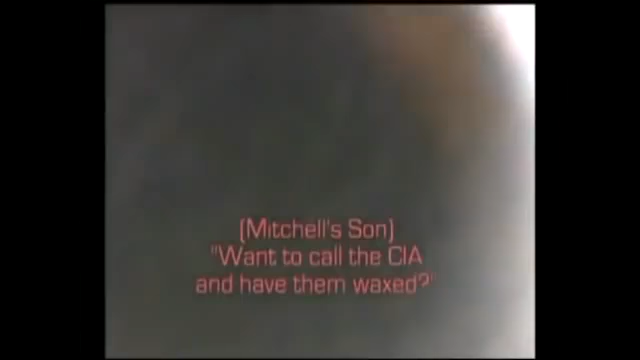 (Mitchell's Son)
"Want to call the CIA
and have them waxed?"